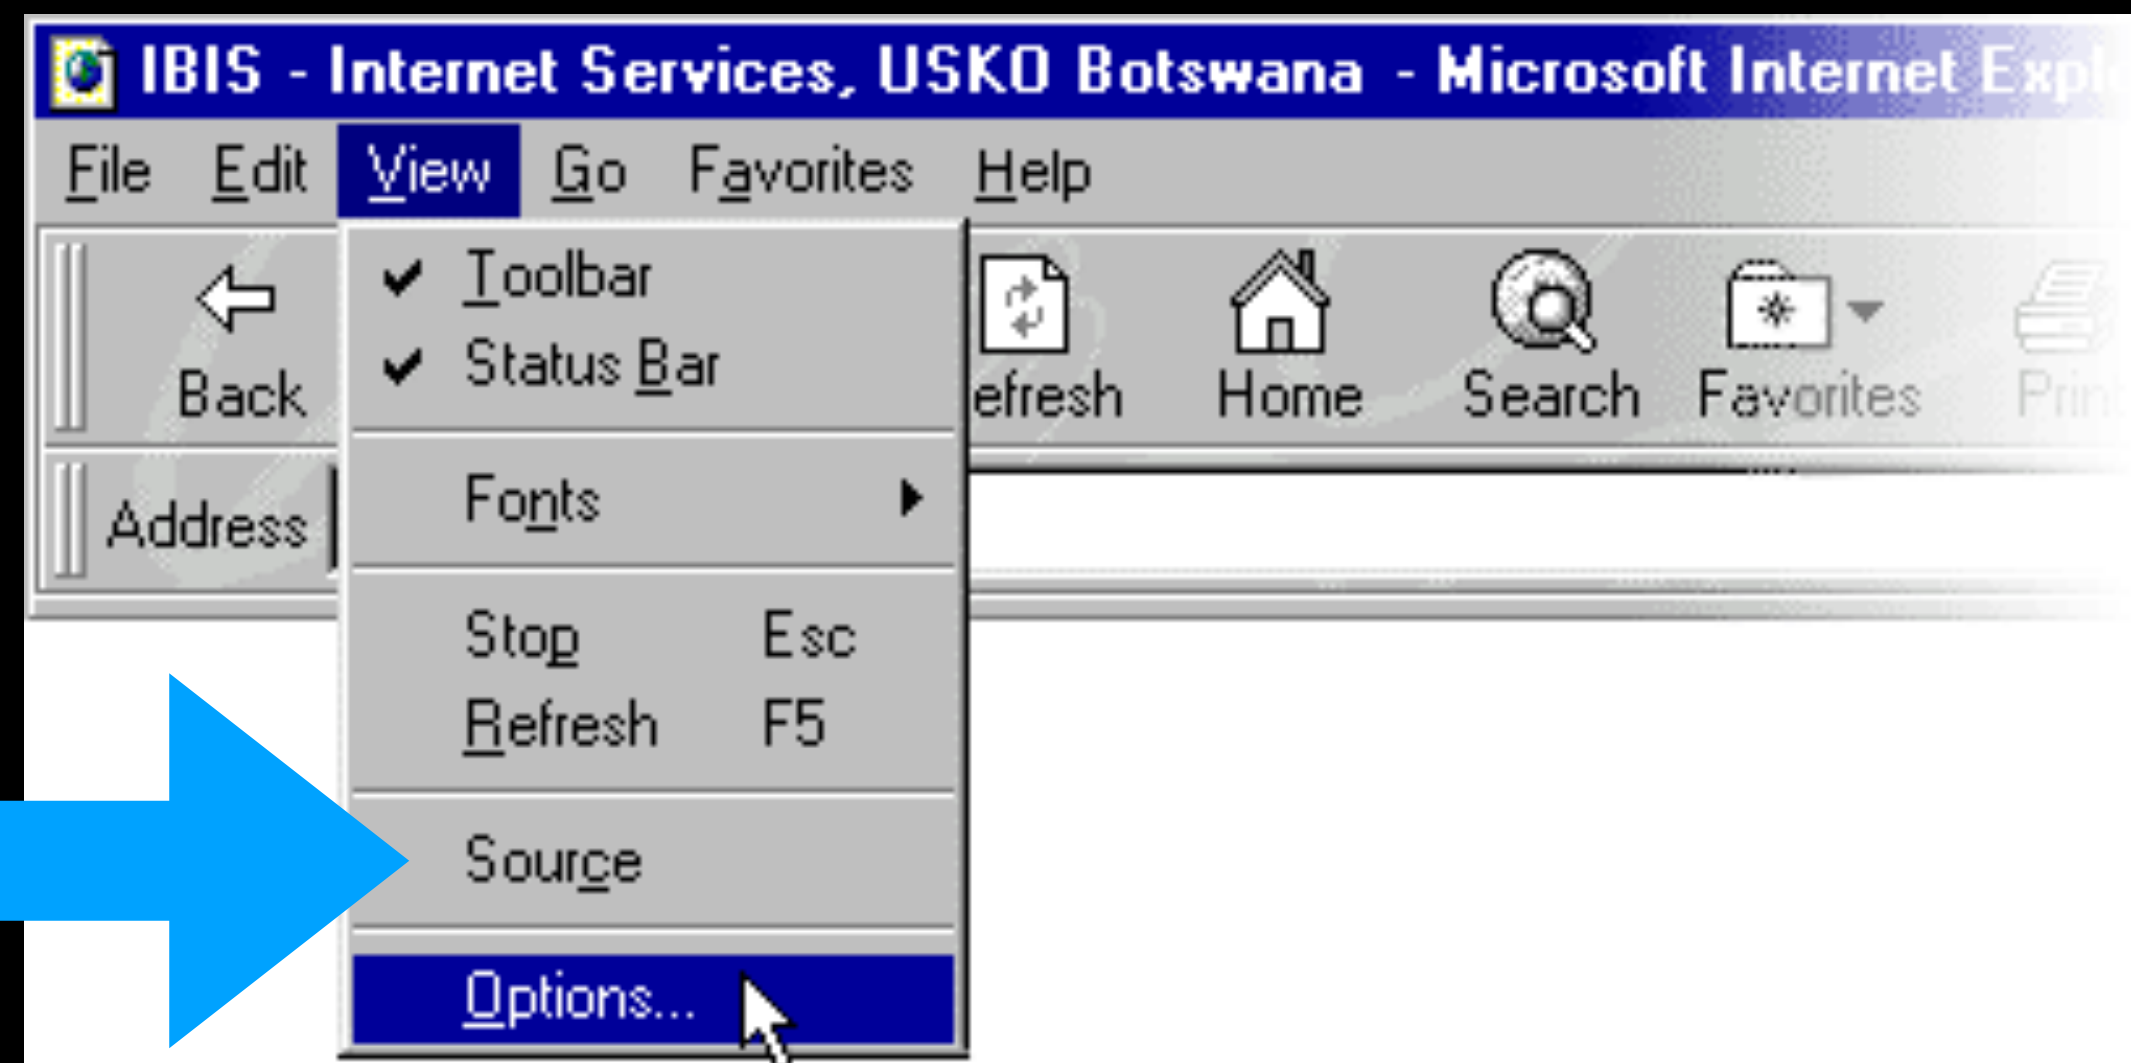 IBIS - Internet Services, USKO Botswana - Microsoft Internet
File Edit View Go Favorites Help
Back efresh Home Search Favorites Print
Address
Toolbar
Status Bar
Fonts
Stop Esc
Refresh F5
Source
Options...